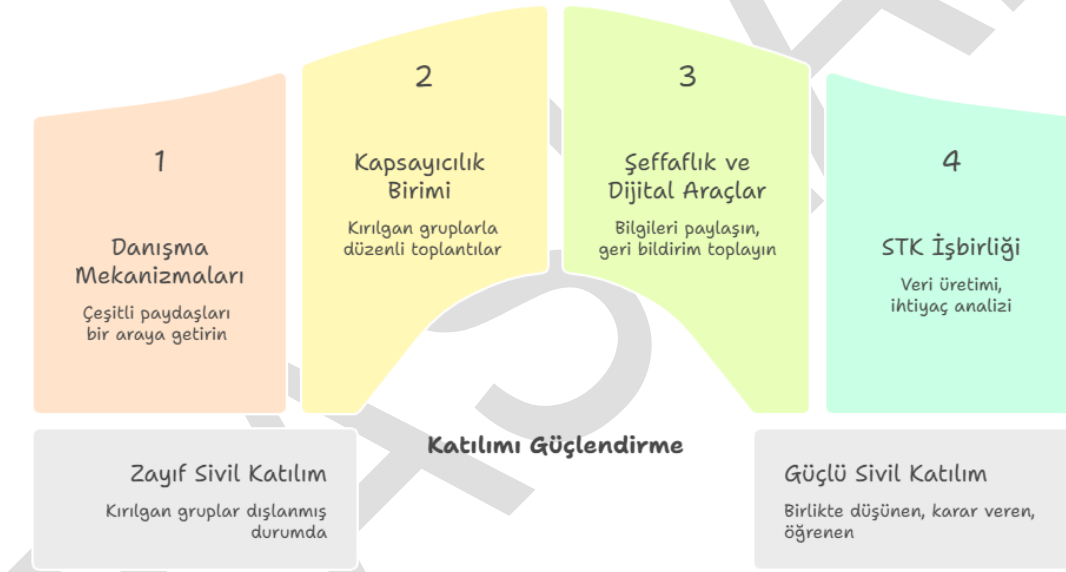 1
Danışma
Mekanizmaları
Çeşitli paydaşları
bir araya getirin
2
Kapsayıcılık
Birimi
Kırılgan gruplarla
düzenli toplantılar
3
Şeffaflık ve
Dijital Araçlar
Bilgileri paylaşın,
geri bildirim toplayın
4
STK İşbirliği
Veri üretimi,
ihtiyaç analizi
Katılımı Güçlendirme
Zayıf Sivil Katılım
Kırılgan gruplar dışlanmış
durumda
Güçlü Sivil Katılım
Birlikte düşünen, karar veren,
öğrenen